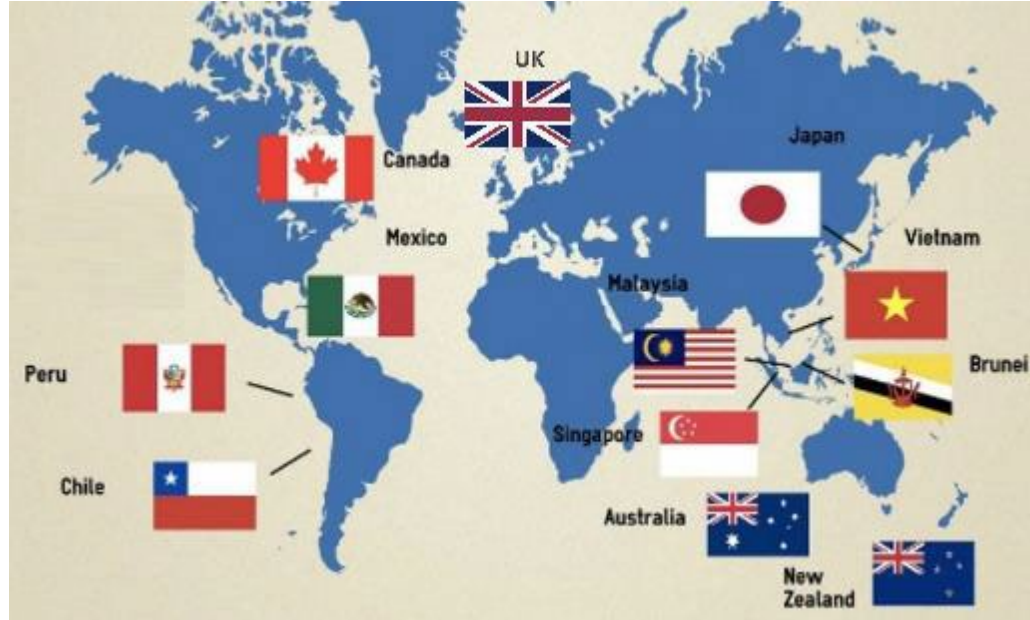 UK
Japan
Canada
Mexico
Vietnam
Malaysia
Peru
Brunei
Singapore
Chile
Australia
New
Zealand